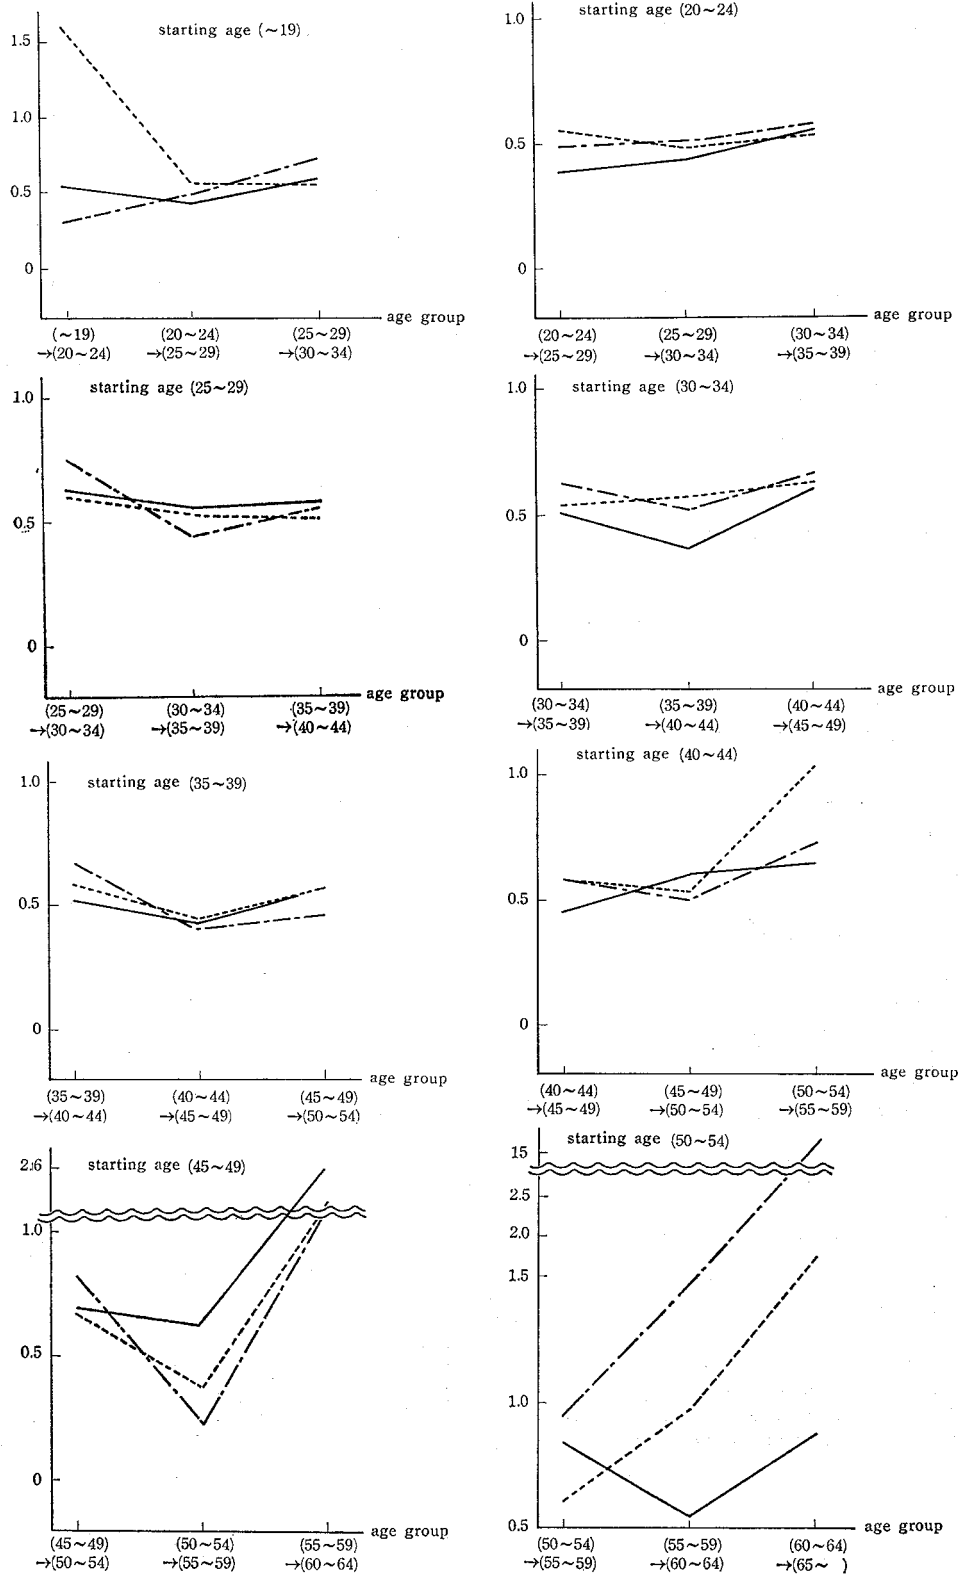 starting age (~19)
1.5
1.0
0.5
0
age group
(~19) (20~24) (25~29)
→(20~24) →(25~29) →(30~34)
starting age (20~24)
1.0
0.5
0
age group
(20~24) (25~29) (30~34)
→(25~29) →(30~34) →(35~39)
starting age (25~29)
1.0
0.5
0
age group
(25~29) (30~34) (35~39)
→(30~34) →(35~39) →(40~44)
starting age (30~34)
1.0
0.5
0
age group
(30~34) (35~39) (40~44)
→(35~39) →(40~44) →(45~49)
starting age (35~39)
1.0
0.5
0
age group
(35~39) (40~44) (45~49)
→(40~44) →(45~49) →(50~54)
starting age (40~44)
1.0
0.5
0
age group
(40~44) (45~49) (50~54)
→(45~49) →(50~54) →(55~59)
starting age (45~49)
2.6
1.0
0.5
0
age group
(45~49) (50~54) (55~59)
→(50~54) →(55~59) →(60~64)
starting age (50~54)
15
2.5
2.0
1.5
1.0
0.5
age group
(50~54) (55~59) (60~64)
→(55~59) →(60~64) →(65~ )